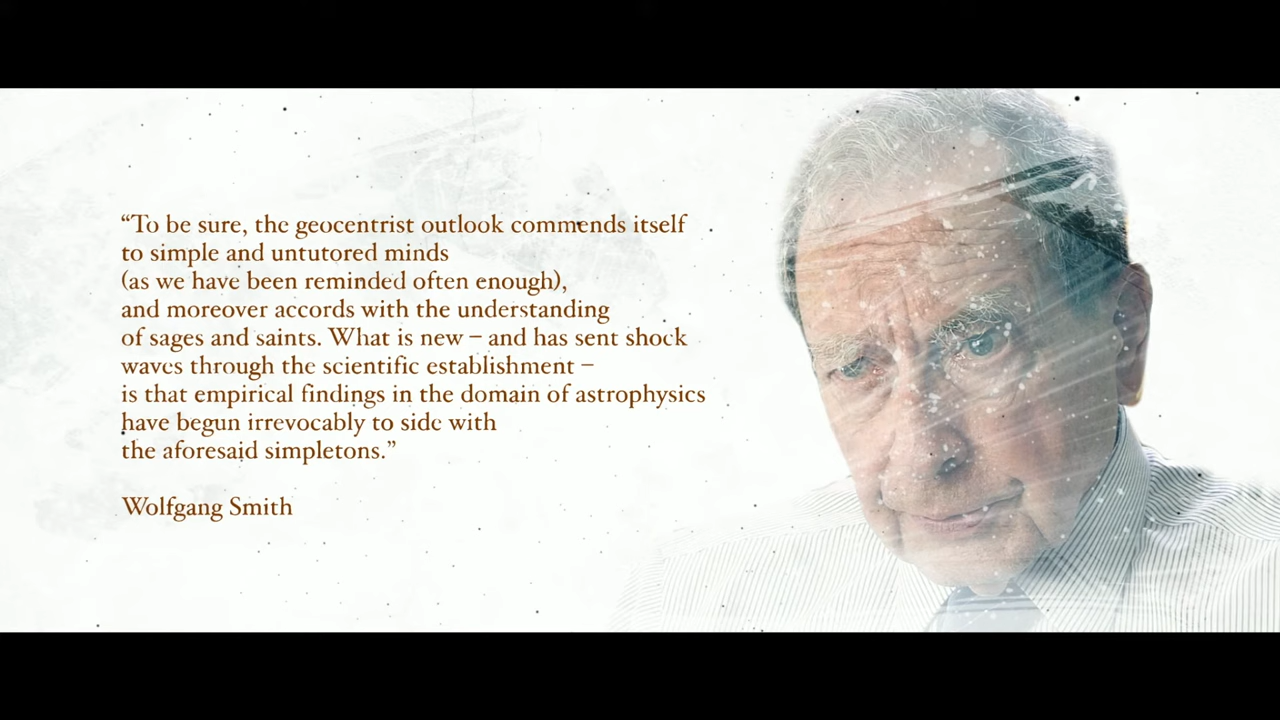 “To be sure, the geocentrist outlook commends itself
to simple and untutored minds
(as we have been reminded often enough),
and moreover accords with the understanding
of sages and saints. What is new – and has sent shock
waves through the scientific establishment –
is that empirical findings in the domain of astrophysics
have begun irrevocably to side with
the aforesaid simpletons.”
Wolfgang Smith